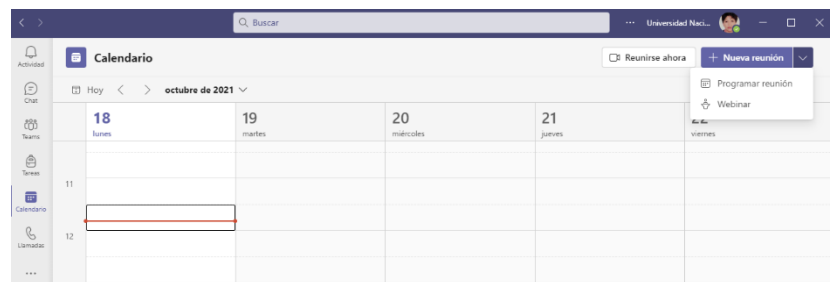 Buscar
Universidad Naci...
Actividad
Chat
Teams
Tareas
Calendario
Llamadas
Calendario
Reunirse ahora
+ Nueva reunión
Programar reunión
Webinar
Hoy
octubre de 2021
18
lunes
19
martes
20
miércoles
21
jueves
22
viernes
11
12